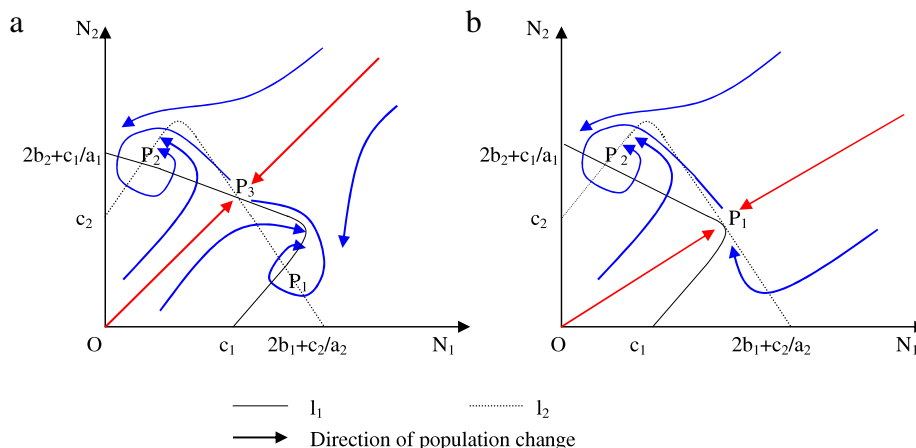 a
b
N₂
N₂
2b₂+c₁/a₁
P₂
P₃
c₂
P₁
O
c₁
2b₁+c₂/a₂
N₁
2b₂+c₁/a₁
P₂
c₂
P₁
O
c₁
2b₁+c₂/a₂
N₁
l₁
l₂
Direction of population change